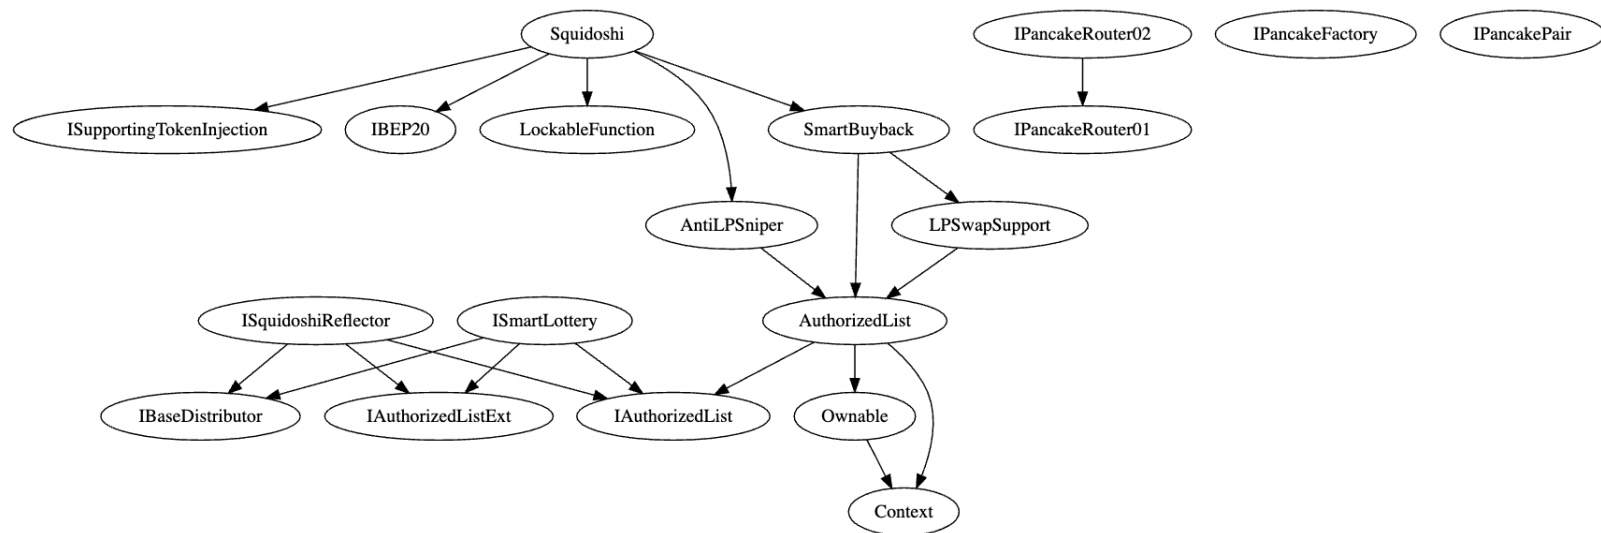 Squidoshi
IPancakeRouter02
IPancakeFactory
IPancakePair
ISupportingTokenInjection
IBEP20
LockableFunction
SmartBuyback
IPancakeRouter01
AntiLPSniper
LPSwapSupport
ISquidoshiReflector
ISmartLottery
AuthorizedList
IBaseDistributor
IAuthorizedListExt
IAuthorizedList
Ownable
Context